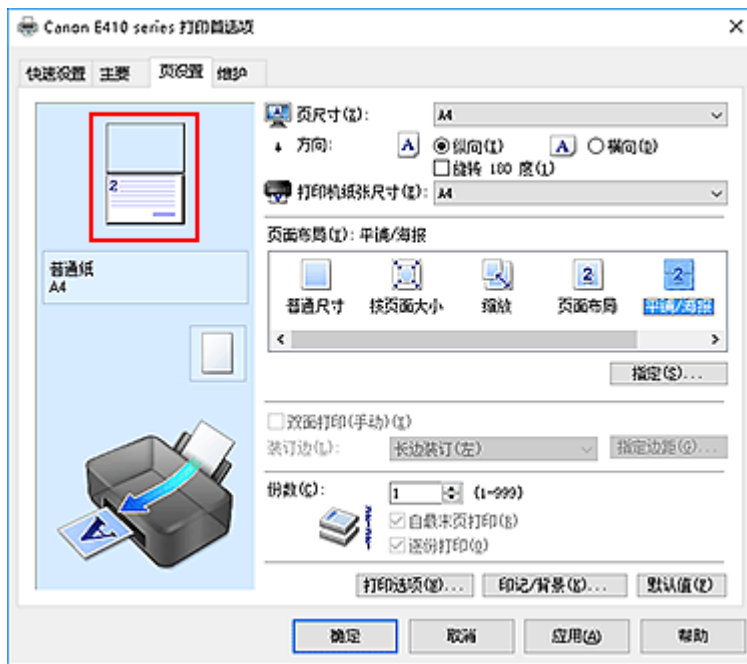 Canon E410 series 打印首选项
快速设置 主要 页设置 维护
页尺寸(Z): A4
方向: A 纵向(T) A 横向(D)
旋转 180 度(1)
打印机纸张尺寸(E): A4
2
普通纸
A4
页面布局(I): 平铺/海报
2 2
普通尺寸 按页面大小 缩放 页面布局 平铺/海报
指定(S)...
双面打印(手动)(X)
装订边(L): 长边装订(左) 指定边距(G)...
份数(C): 1 (1-999)
自最末页打印(B)
逐份打印(O)
A
打印选项(N)... 印记/背景(K)... 默认值(F)
确定 取消 应用(A) 帮助